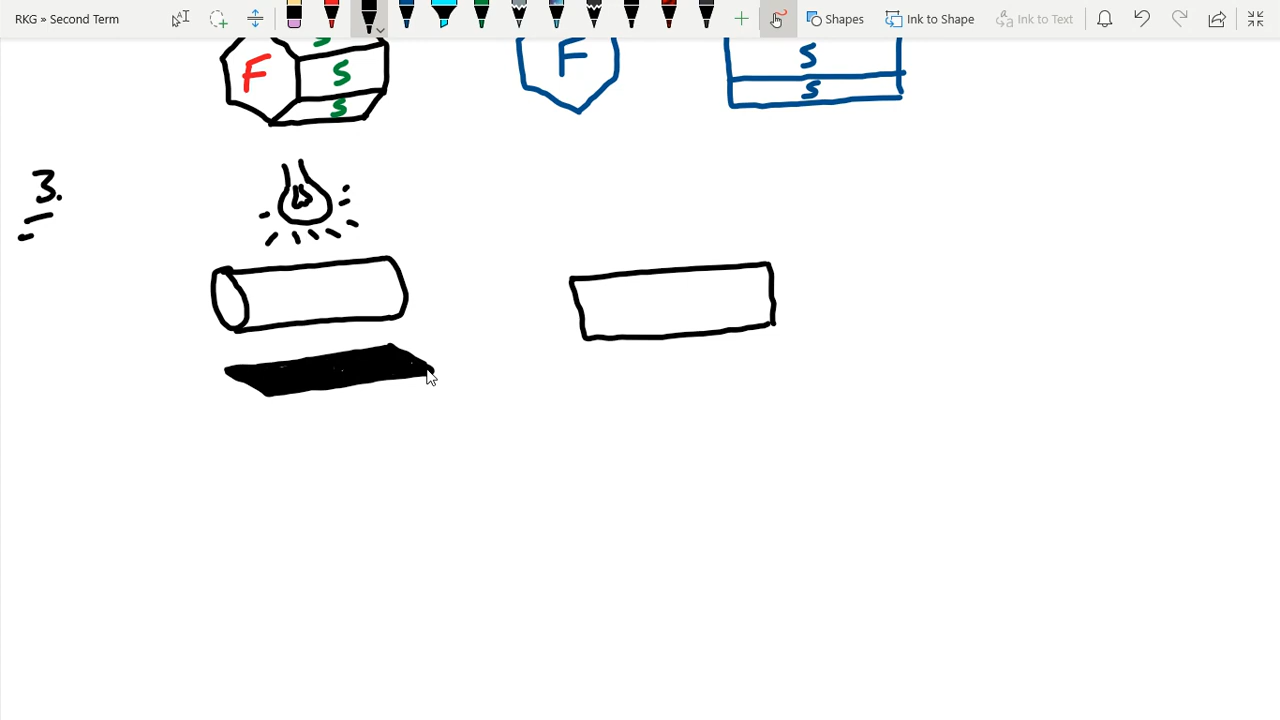 RKG » Second Term
Shapes
Ink to Shape
Ink to Text
F S F S
S S
3.